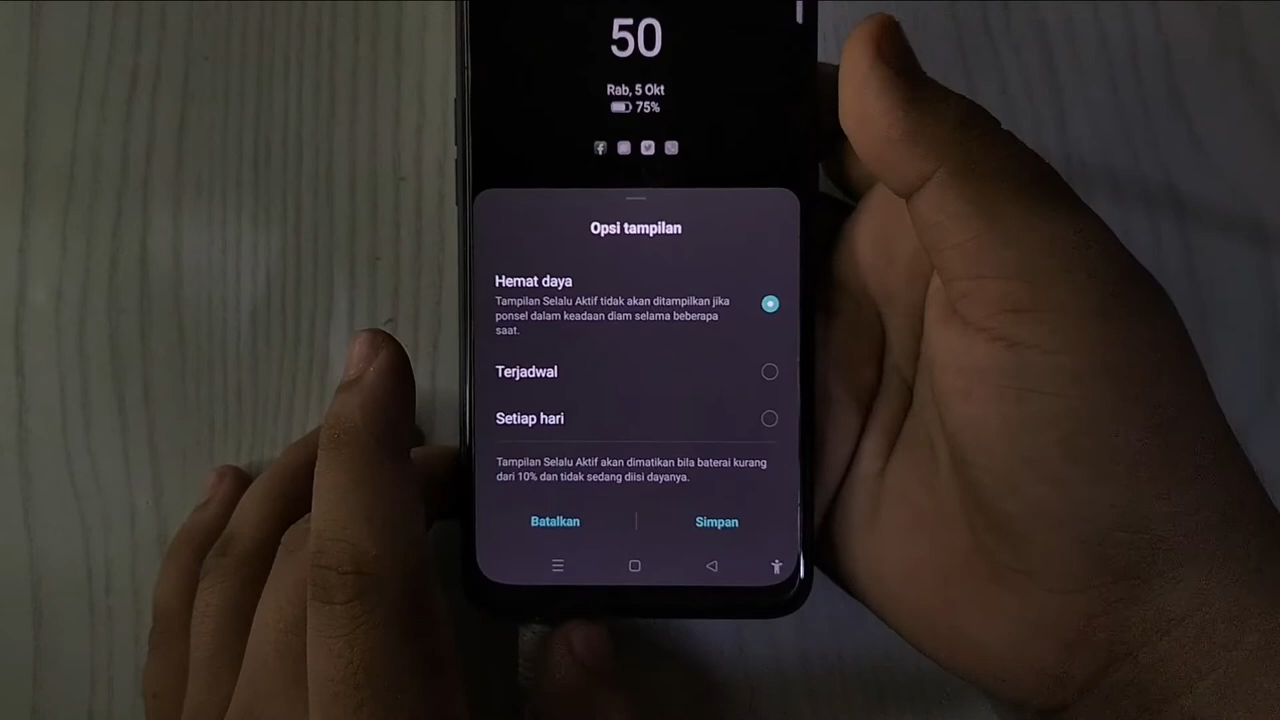 50
Rab, 5 Okt
75%
Opsi tampilan
Hemat daya
Tampilan Selalu Aktif tidak akan ditampilkan jika
ponsel dalam keadaan diam selama beberapa
saat.
Terjadwal
Setiap hari
Tampilan Selalu Aktif akan dimatikan bila baterai kurang
dari 10% dan tidak sedang diisi dayanya.
Batalkan
Simpan